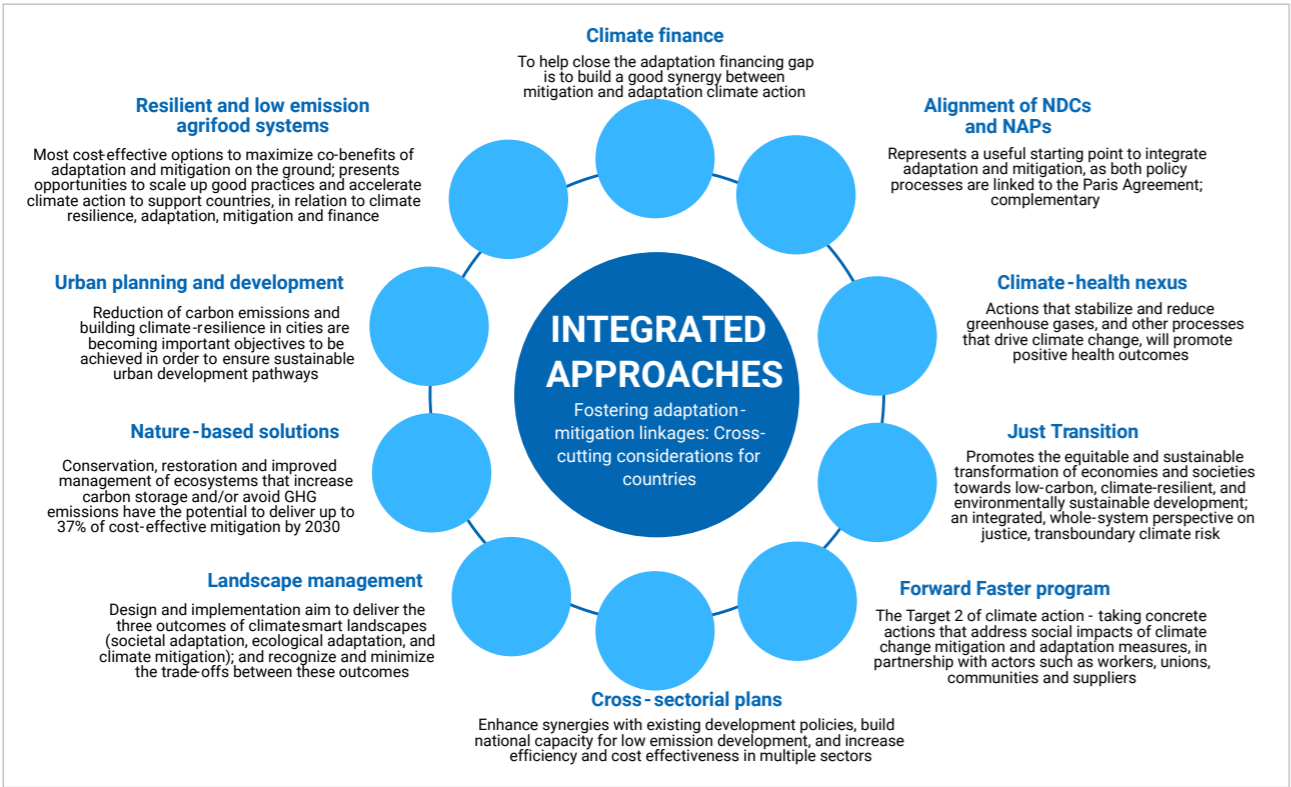 Climate finance
To help close the adaptation financing gap
is to build a good synergy between
mitigation and adaptation climate action
Alignment of NDCs
and NAPs
Represents a useful starting point to integrate
adaptation and mitigation, as both policy
processes are linked to the Paris Agreement;
complementary
Climate-health nexus
Actions that stabilize and reduce
greenhouse gases, and other processes
that drive climate change, will promote
positive health outcomes
Just Transition
Promotes the equitable and sustainable
transformation of economies and societies
towards low-carbon, climate-resilient, and
environmentally sustainable development;
an integrated, whole-system perspective on
justice, transboundary climate risk
Forward Faster program
The Target 2 of climate action - taking concrete
actions that address social impacts of climate
change mitigation and adaptation measures, in
partnership with actors such as workers, unions,
communities and suppliers
Cross-sectorial plans
Enhance synergies with existing development policies, build
national capacity for low emission development, and increase
efficiency and cost effectiveness in multiple sectors
Landscape management
Design and implementation aim to deliver the
three outcomes of climatesmart landscapes
(societal adaptation, ecological adaptation, and
climate mitigation); and recognize and minimize
the trade-offs between these outcomes
Nature-based solutions
Conservation, restoration and improved
management of ecosystems that increase
carbon storage and/or avoid GHG
emissions have the potential to deliver up to
37% of cost-effective mitigation by 2030
Urban planning and development
Reduction of carbon emissions and
building climate-resilience in cities are
becoming important objectives to be
achieved in order to ensure sustainable
urban development pathways
Resilient and low emission
agrifood systems
Most cost-effective options to maximize co-benefits of
adaptation and mitigation on the ground; presents
opportunities to scale up good practices and accelerate
climate action to support countries, in relation to climate
resilience, adaptation, mitigation and finance
INTEGRATED
APPROACHES
Fostering adaptation-
mitigation linkages: Cross-
cutting considerations for
countries